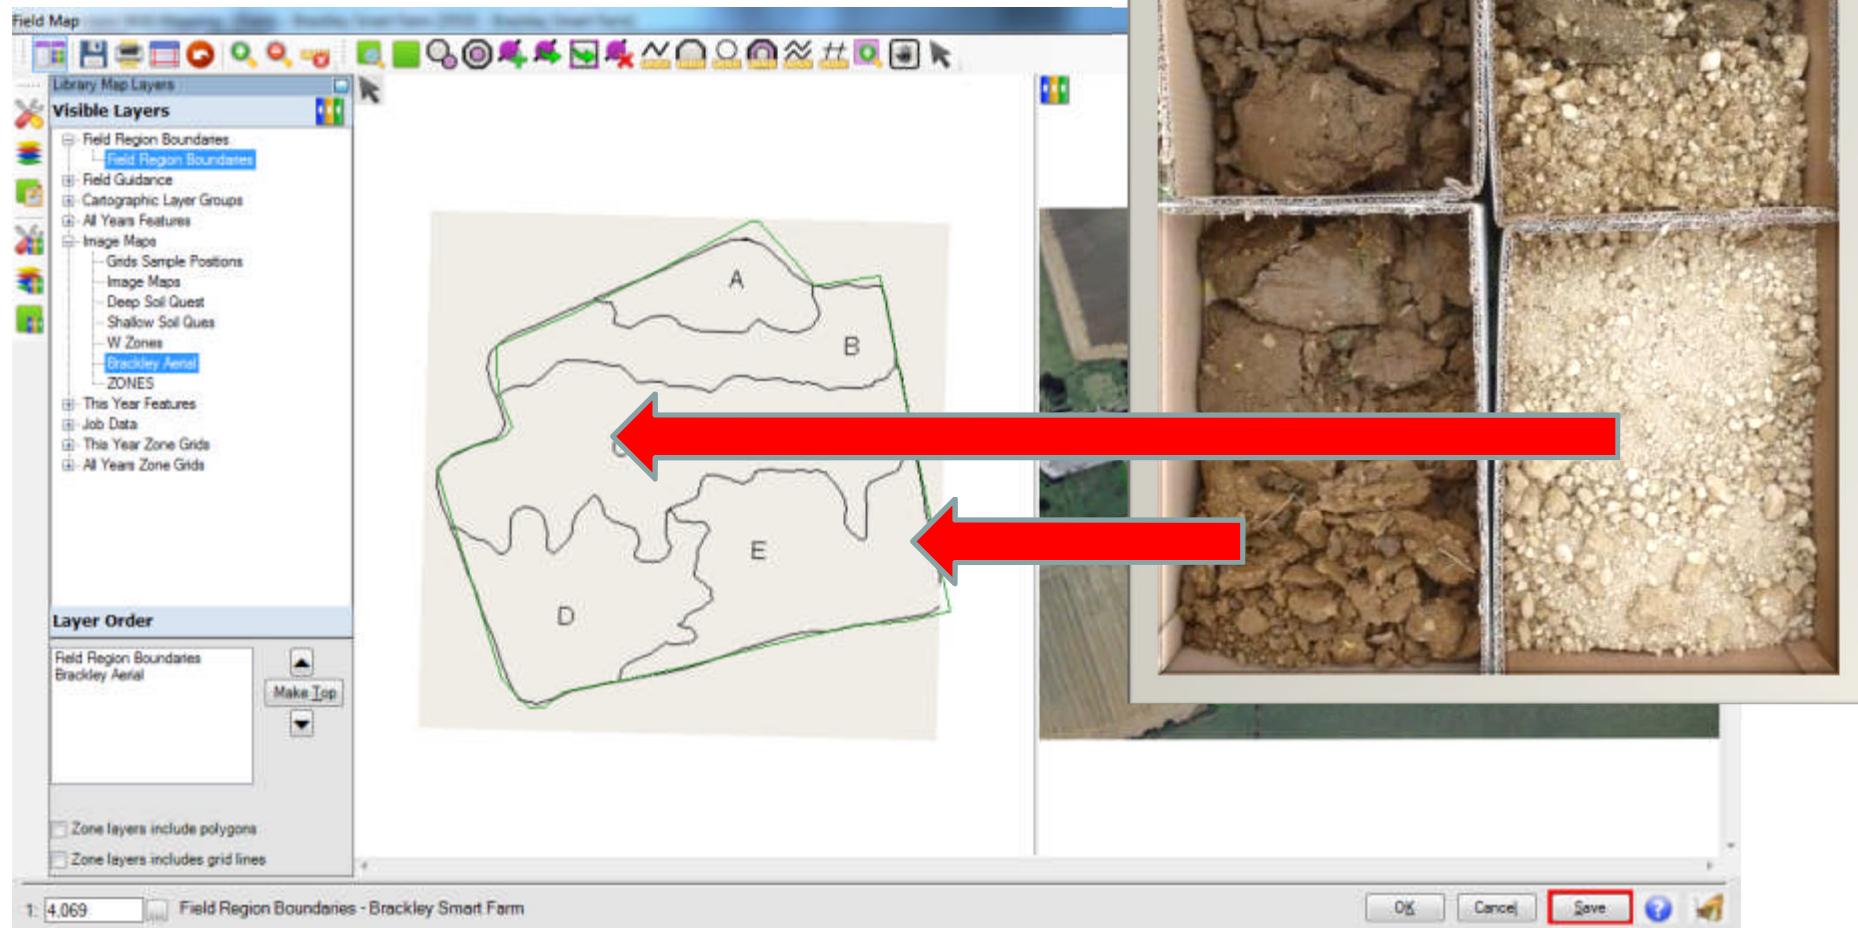 Field Map
Library Map Layers
Visible Layers
Field Region Boundaries
Field Region Boundaries
Field Guidance
Cartographic Layer Groups
All Years Features
Image Maps
Grids Sample Postions
Image Maps
Deep Soil Quest
Shallow Soil Ques
W Zones
Brackley Aerial
ZONES
This Year Features
Job Data
This Year Zone Grids
All Years Zone Grids
Layer Order
Field Region Boundaries
Brackley Aerial
Make Top
Zone layers include polygons
Zone layers includes grid lines
A
B
E
D
1: 4,069
Field Region Boundaries - Brackley Smart Farm
OK
Cancel
Save